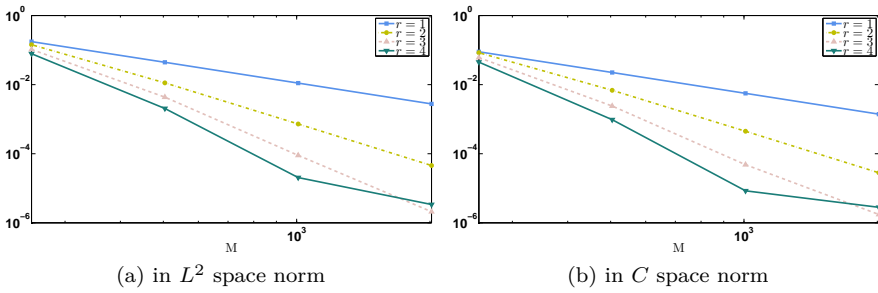 10^0
10^-2
10^-4
10^-6
10^3
M
r = 1
r = 2
r = 3
r = 4
(a) in L^2 space norm
10^0
10^-2
10^-4
10^-6
10^3
M
r = 1
r = 2
r = 3
r = 4
(b) in C space norm